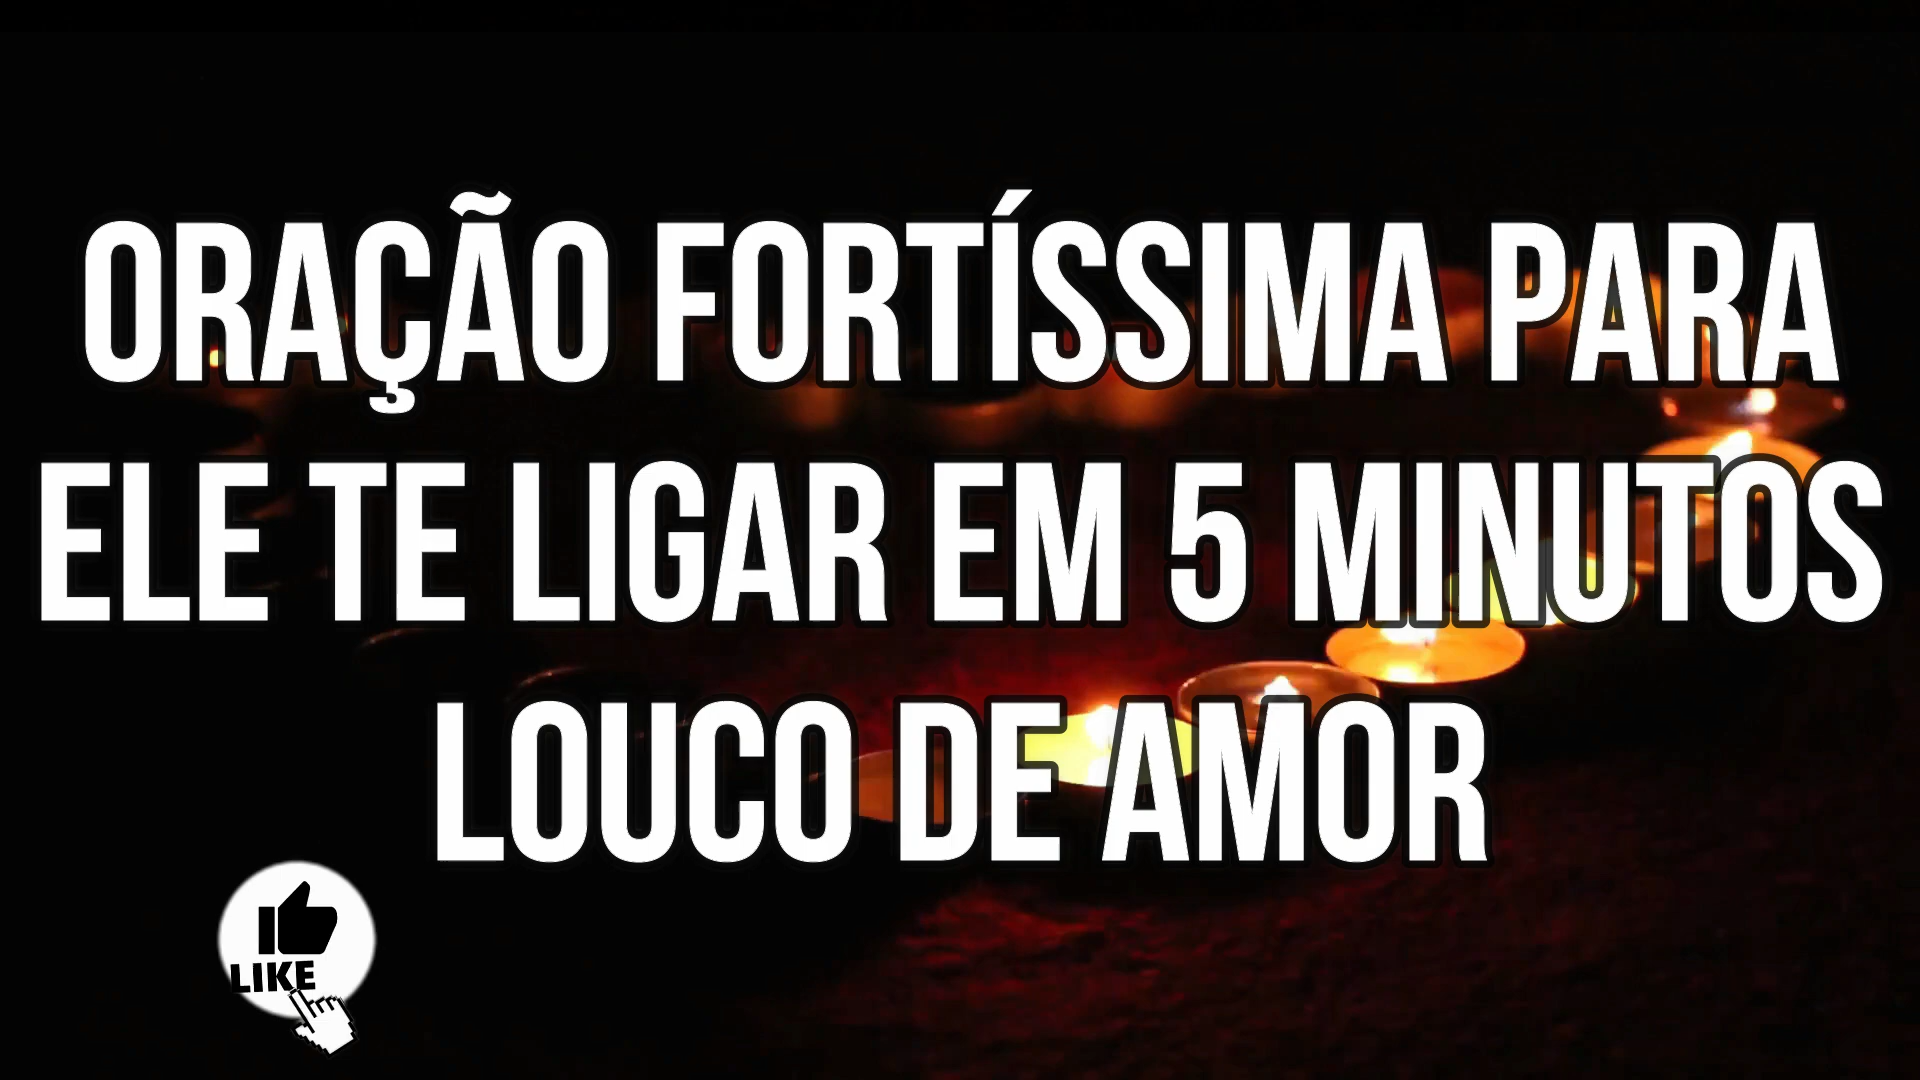 ORAÇÃO FORTÍSSIMA PARA
ELE TE LIGAR EM 5 MINUTOS
LOUCO DE AMOR
LIKE